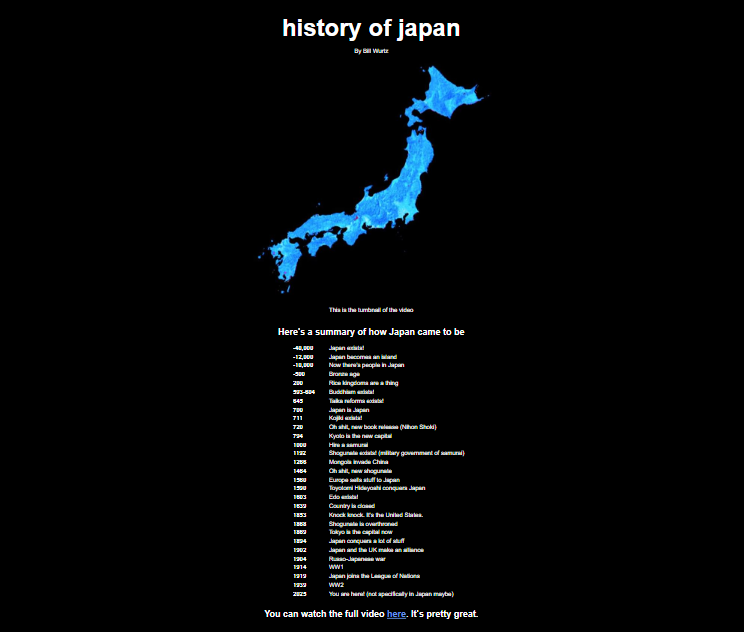 history of japan
By Bill Wurtz
This is the tumbnail of the video
Here's a summary of how Japan came to be
-40,000 Japan exists!
-12,000 Japan becomes an island
-10,000 Now there's people in Japan
-500 Bronze age
200 Rice kingdoms are a thing
593-604 Buddhism exists!
645 Taika reforms exists!
700 Japan is Japan
711 Kojiki exists!
720 Oh shit, new book release (Nihon Shoki)
794 Kyoto is the new capital
1000 Hire a samurai
1192 Shogunate exists! (military government of samurai)
1266 Mongols invade China
1464 Oh shit, new shogunate
1560 Europe sells stuff to Japan
1590 Toyotomi Hideyoshi conquers Japan
1603 Edo exists!
1639 Country is closed
1853 Knock knock. It's the United States.
1868 Shogunate is overthroned
1869 Tokyo is the capital now
1894 Japan conquers a lot of stuff
1902 Japan and the UK make an alliance
1904 Russo-Japanese war
1914 WW1
1919 Japan joins the League of Nations
1939 WW2
2025 You are here! (not specifically in Japan maybe)
You can watch the full video here. It's pretty great.